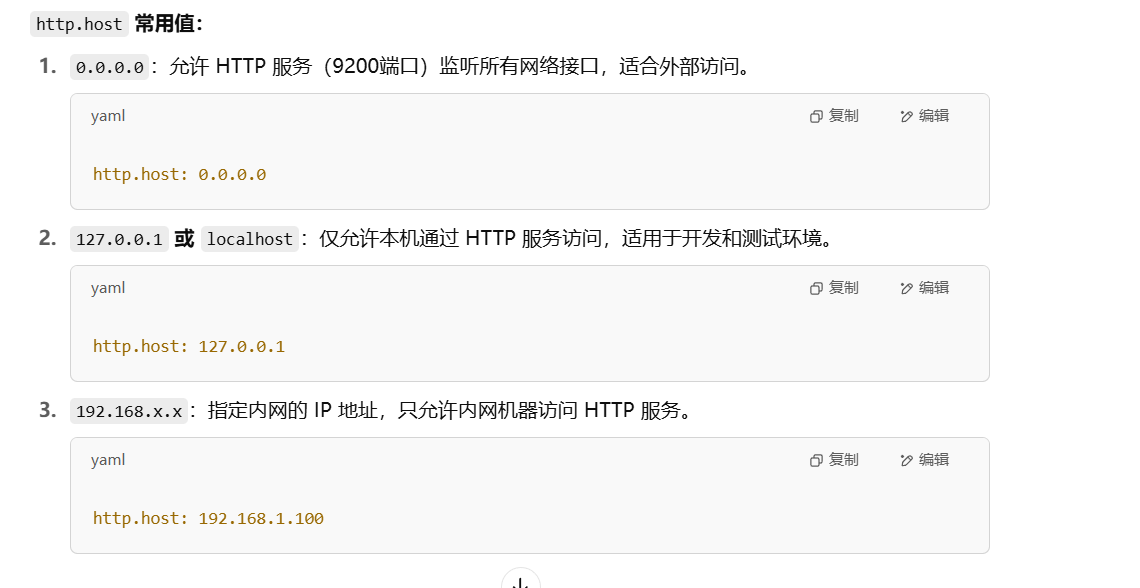 http.host 常用值：
1. 0.0.0.0：允许 HTTP 服务（9200端口）监听所有网络接口，适合外部访问。
yaml 复制 编辑
http.host: 0.0.0.0
2. 127.0.0.1 或 localhost：仅允许本机通过 HTTP 服务访问，适用于开发和测试环境。
yaml 复制 编辑
http.host: 127.0.0.1
3. 192.168.x.x：指定内网的 IP 地址，只允许内网机器访问 HTTP 服务。
yaml 复制 编辑
http.host: 192.168.1.100